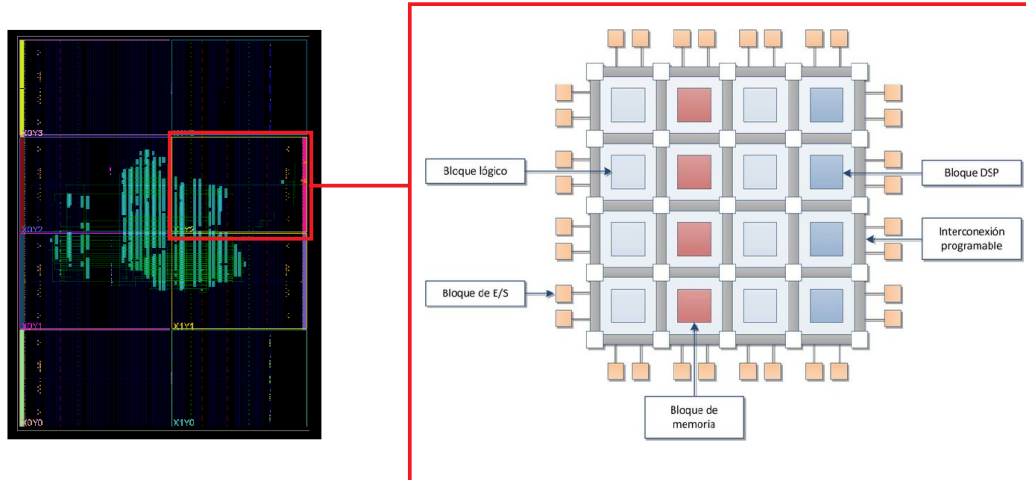 X0Y3
X0Y2
X0Y1
X1Y1
X0Y0
X1Y0
Bloque lógico
Bloque DSP
Interconexión
programable
Bloque de E/S
Bloque de
memoria